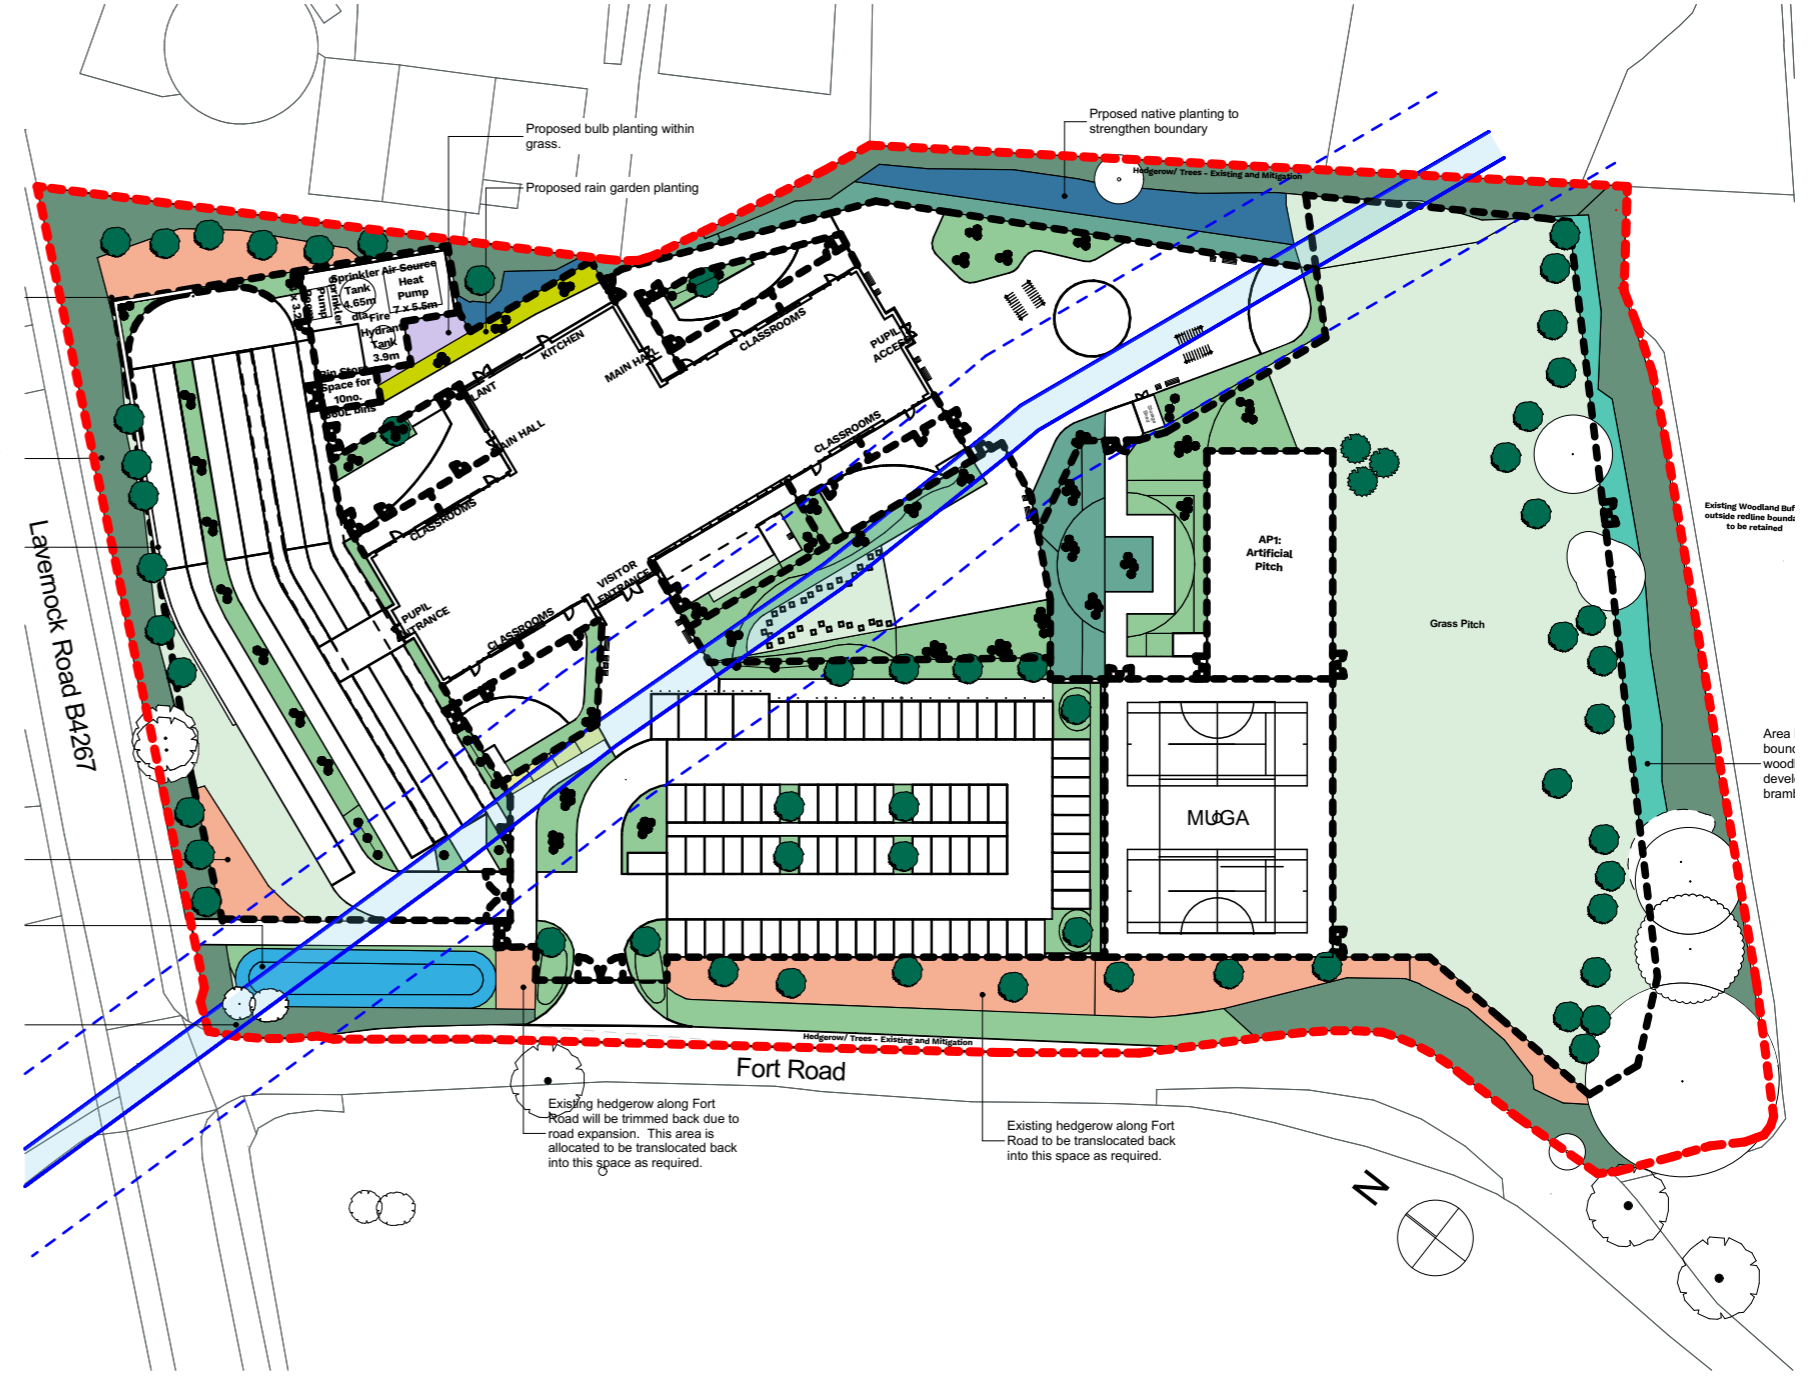 Proposed bulb planting within
grass.
Prposed native planting to
strengthen boundary
Proposed rain garden planting
Hedgerow/ Trees - Existing and Mitigation
Sprinkler
Tank
4.65m
dia
Air Source
Heat
Pump
7 x 5.5m
Sprinkler
Pump
Fire
Hydrant
Tank
3.9m
Bin Store
Space for
10no.
360L bins
KITCHEN
MAIN HALL
CLASSROOMS
PUPIL
ACCESS
MAIN HALL
CLASSROOMS
CLASSROOMS
VISITOR
ENTRANCE
PUPIL
ENTRANCE
CLASSROOMS
AP1:
Artificial
Pitch
Grass Pitch
Existing Woodland Buf
outside redline bounda
to be retained
Lavernock Road B4267
MUGA
Area
bound
wood
devel
bramb
Hedgerow/ Trees - Existing and Mitigation
Fort Road
Existing hedgerow along Fort
Road will be trimmed back due to
road expansion. This area is
allocated to be translocated back
into this space as required.
Existing hedgerow along Fort
Road to be translocated back
into this space as required.
N